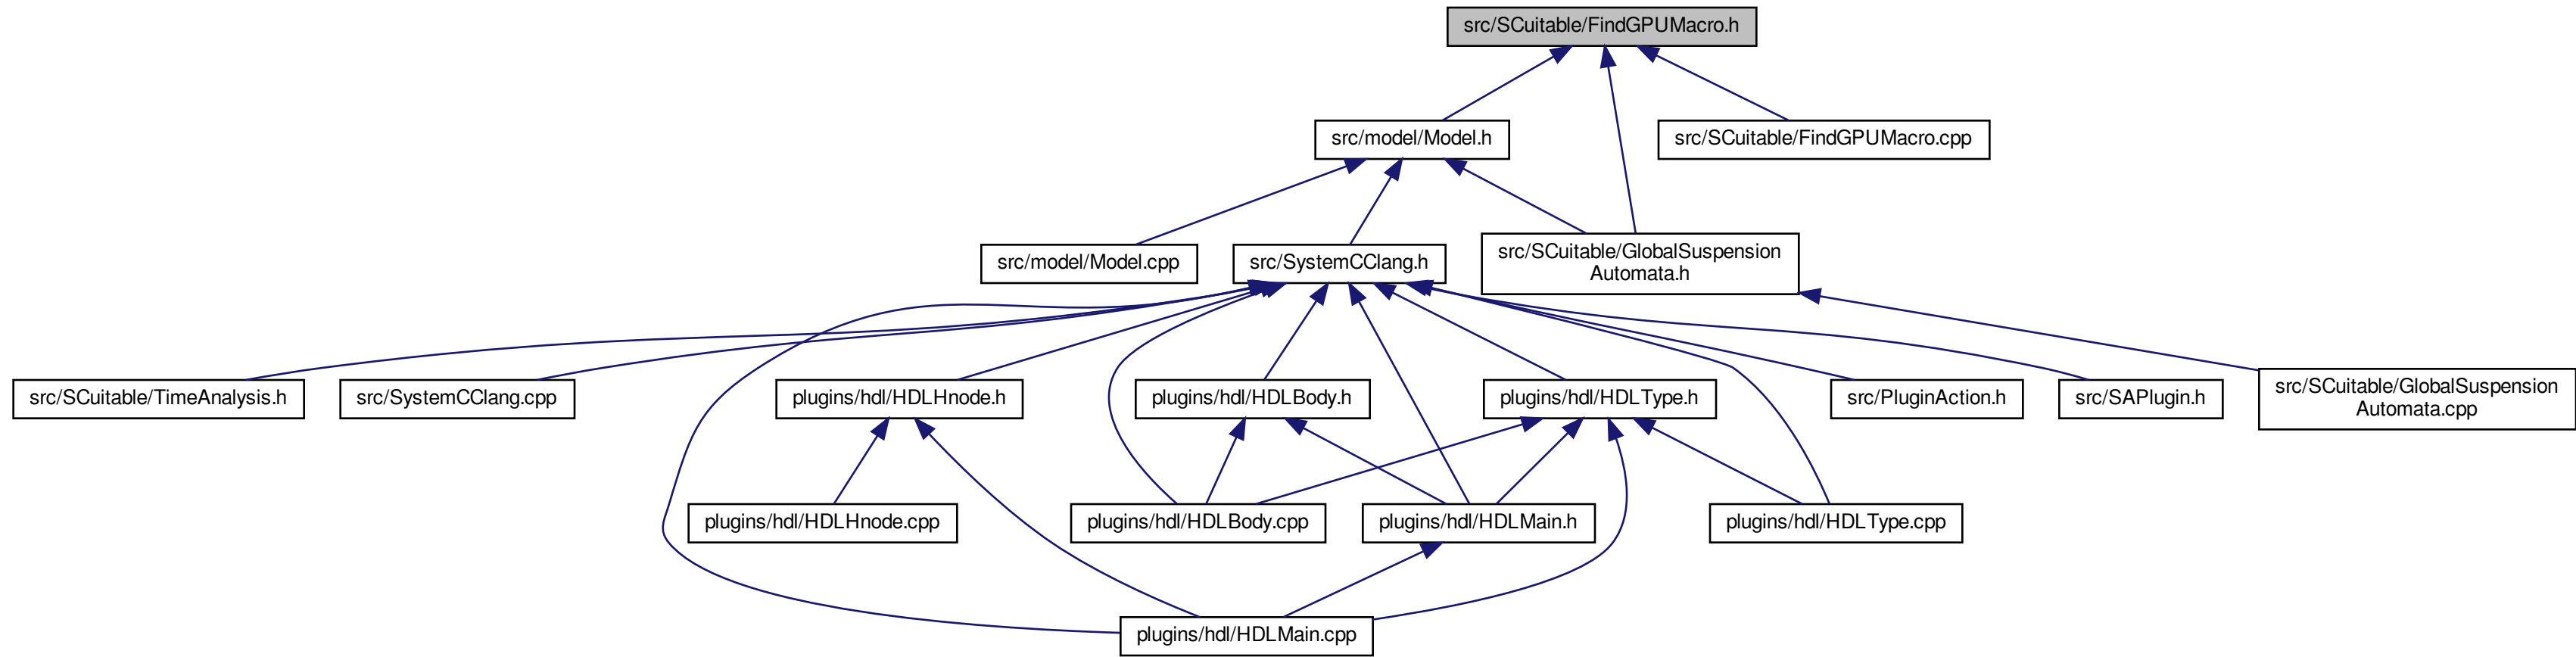 src/SCuitable/FindGPUMacro.h
src/model/Model.h
src/SCuitable/FindGPUMacro.cpp
src/model/Model.cpp
src/SystemCClang.h
src/SCuitable/GlobalSuspension
Automata.h
src/SCuitable/TimeAnalysis.h
src/SystemCClang.cpp
plugins/hdl/HDLHnode.h
plugins/hdl/HDLBody.h
plugins/hdl/HDLType.h
src/PluginAction.h
src/SAPlugin.h
src/SCuitable/GlobalSuspension
Automata.cpp
plugins/hdl/HDLHnode.cpp
plugins/hdl/HDLBody.cpp
plugins/hdl/HDLMain.h
plugins/hdl/HDLType.cpp
plugins/hdl/HDLMain.cpp